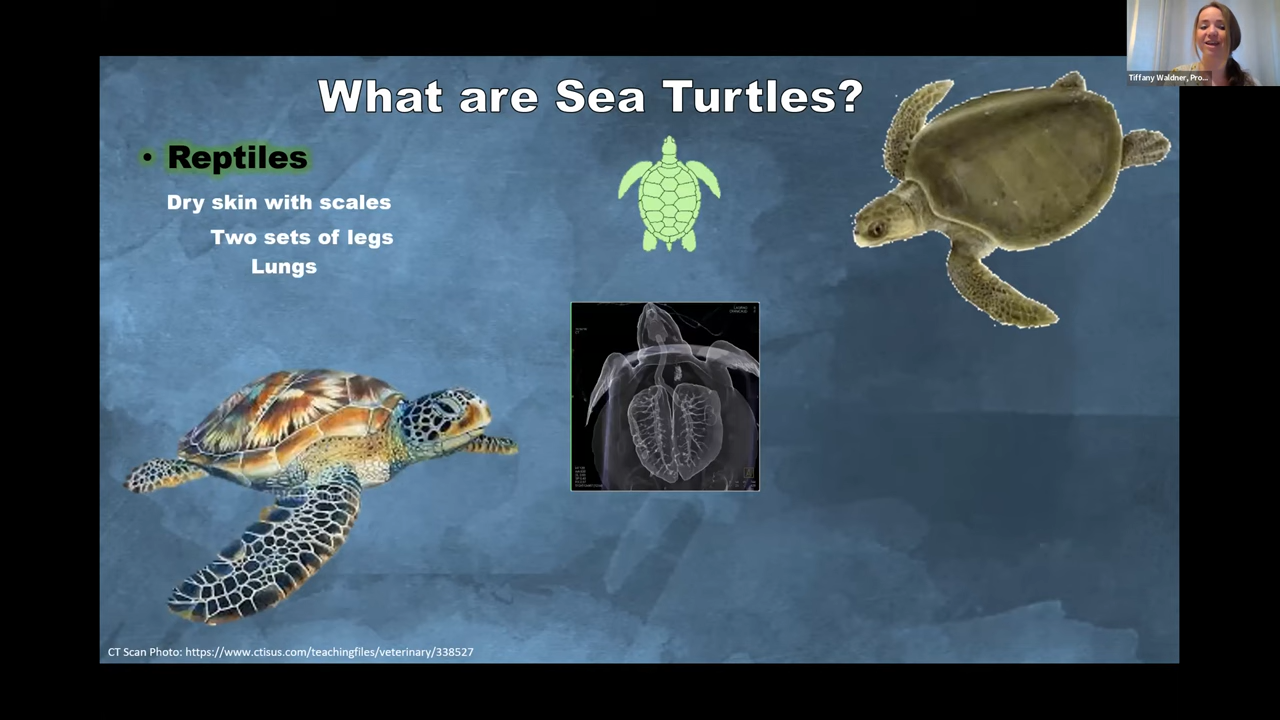 Tiffany Waldner, Pro...
What are Sea Turtles?
• Reptiles
Dry skin with scales
Two sets of legs
Lungs
CT Scan Photo: https://www.ctisus.com/teachingfiles/veterinary/338527